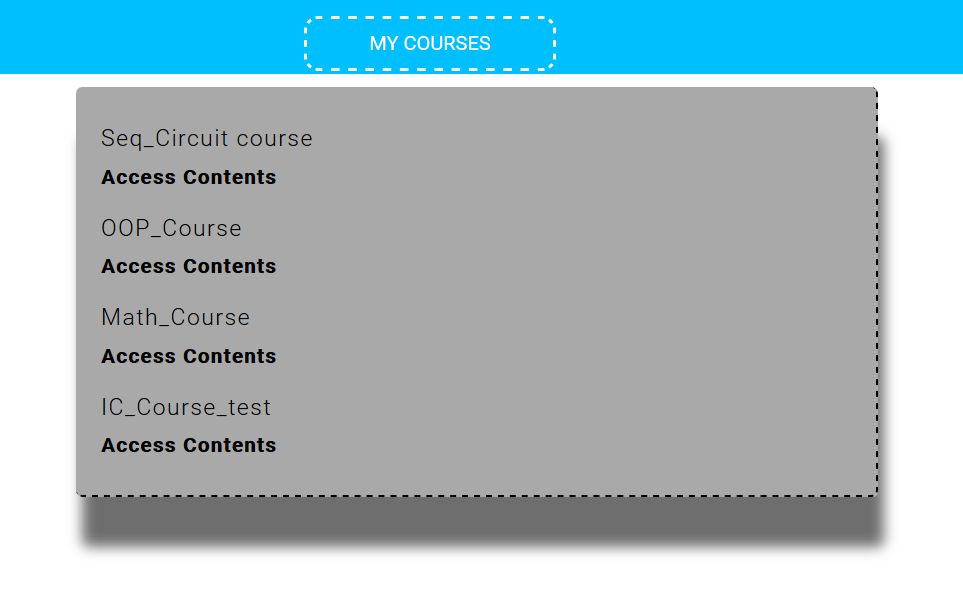 MY COURSES
Seq_Circuit course
Access Contents
OOP_Course
Access Contents
Math_Course
Access Contents
IC_Course_test
Access Contents